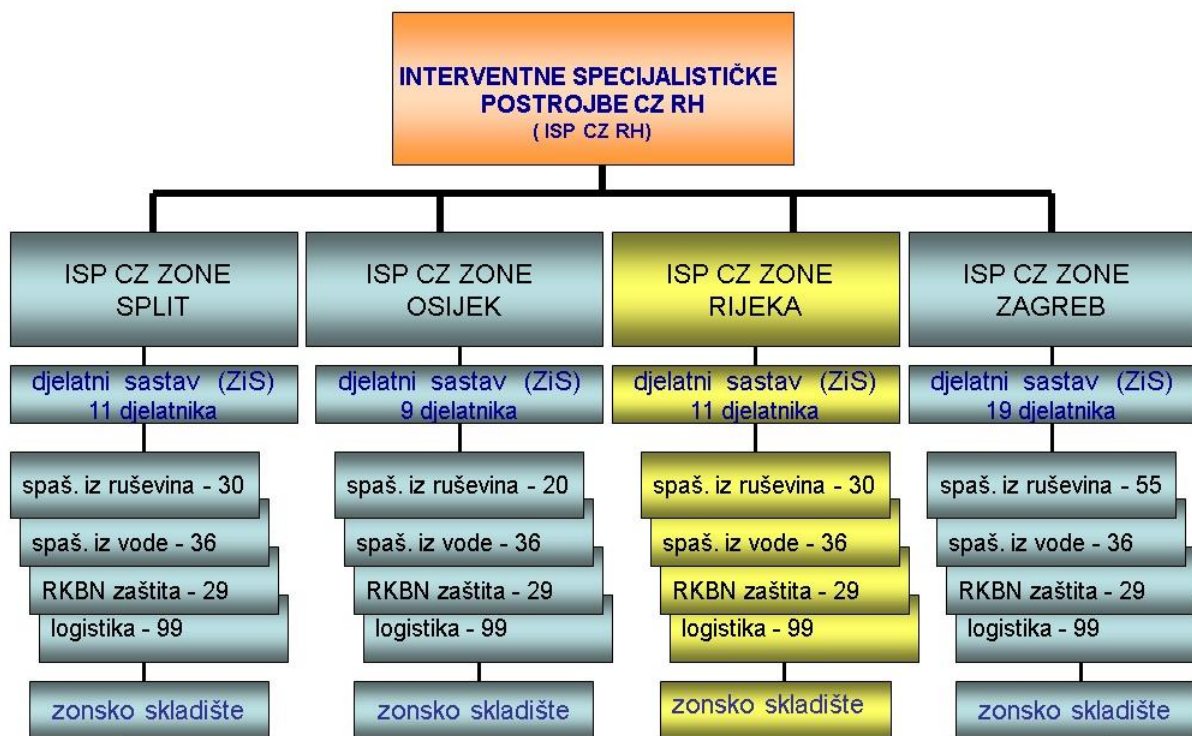 INTERVENTNE SPECIJALISTIČKE
POSTROJBE CZ RH
( ISP CZ RH)
ISP CZ ZONE
SPLIT
djelatni sastav (ZiS)
11 djelatnika
spaš. iz ruševina - 30
spaš. iz vode - 36
RKBN zaštita - 29
logistika - 99
zonsko skladište
ISP CZ ZONE
OSIJEK
djelatni sastav (ZiS)
9 djelatnika
spaš. iz ruševina - 20
spaš. iz vode - 36
RKBN zaštita - 29
logistika - 99
zonsko skladište
ISP CZ ZONE
RIJEKA
djelatni sastav (ZiS)
11 djelatnika
spaš. iz ruševina - 30
spaš. iz vode - 36
RKBN zaštita - 29
logistika - 99
zonsko skladište
ISP CZ ZONE
ZAGREB
djelatni sastav (ZiS)
19 djelatnika
spaš. iz ruševina - 55
spaš. iz vode - 36
RKBN zaštita - 29
logistika - 99
zonsko skladište